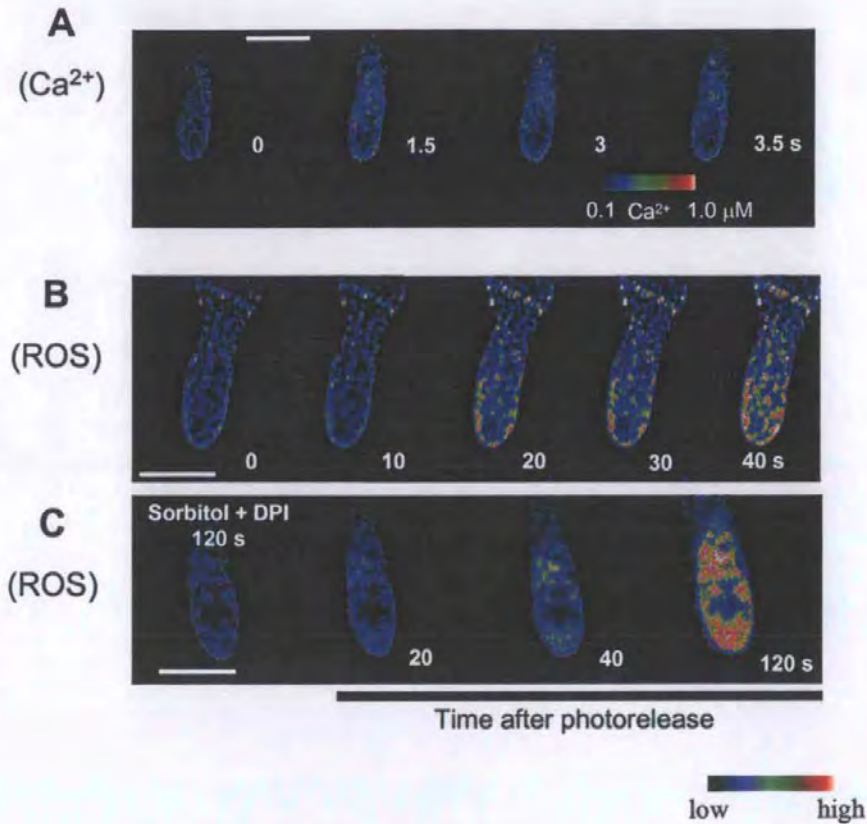 A
(Ca²⁺)
0 1.5 3 3.5 s
0.1 Ca²⁺ 1.0 μM
B
(ROS)
0 10 20 30 40 s
C
(ROS)
Sorbitol + DPI
120 s
20 40 120 s
Time after photorelease
low high